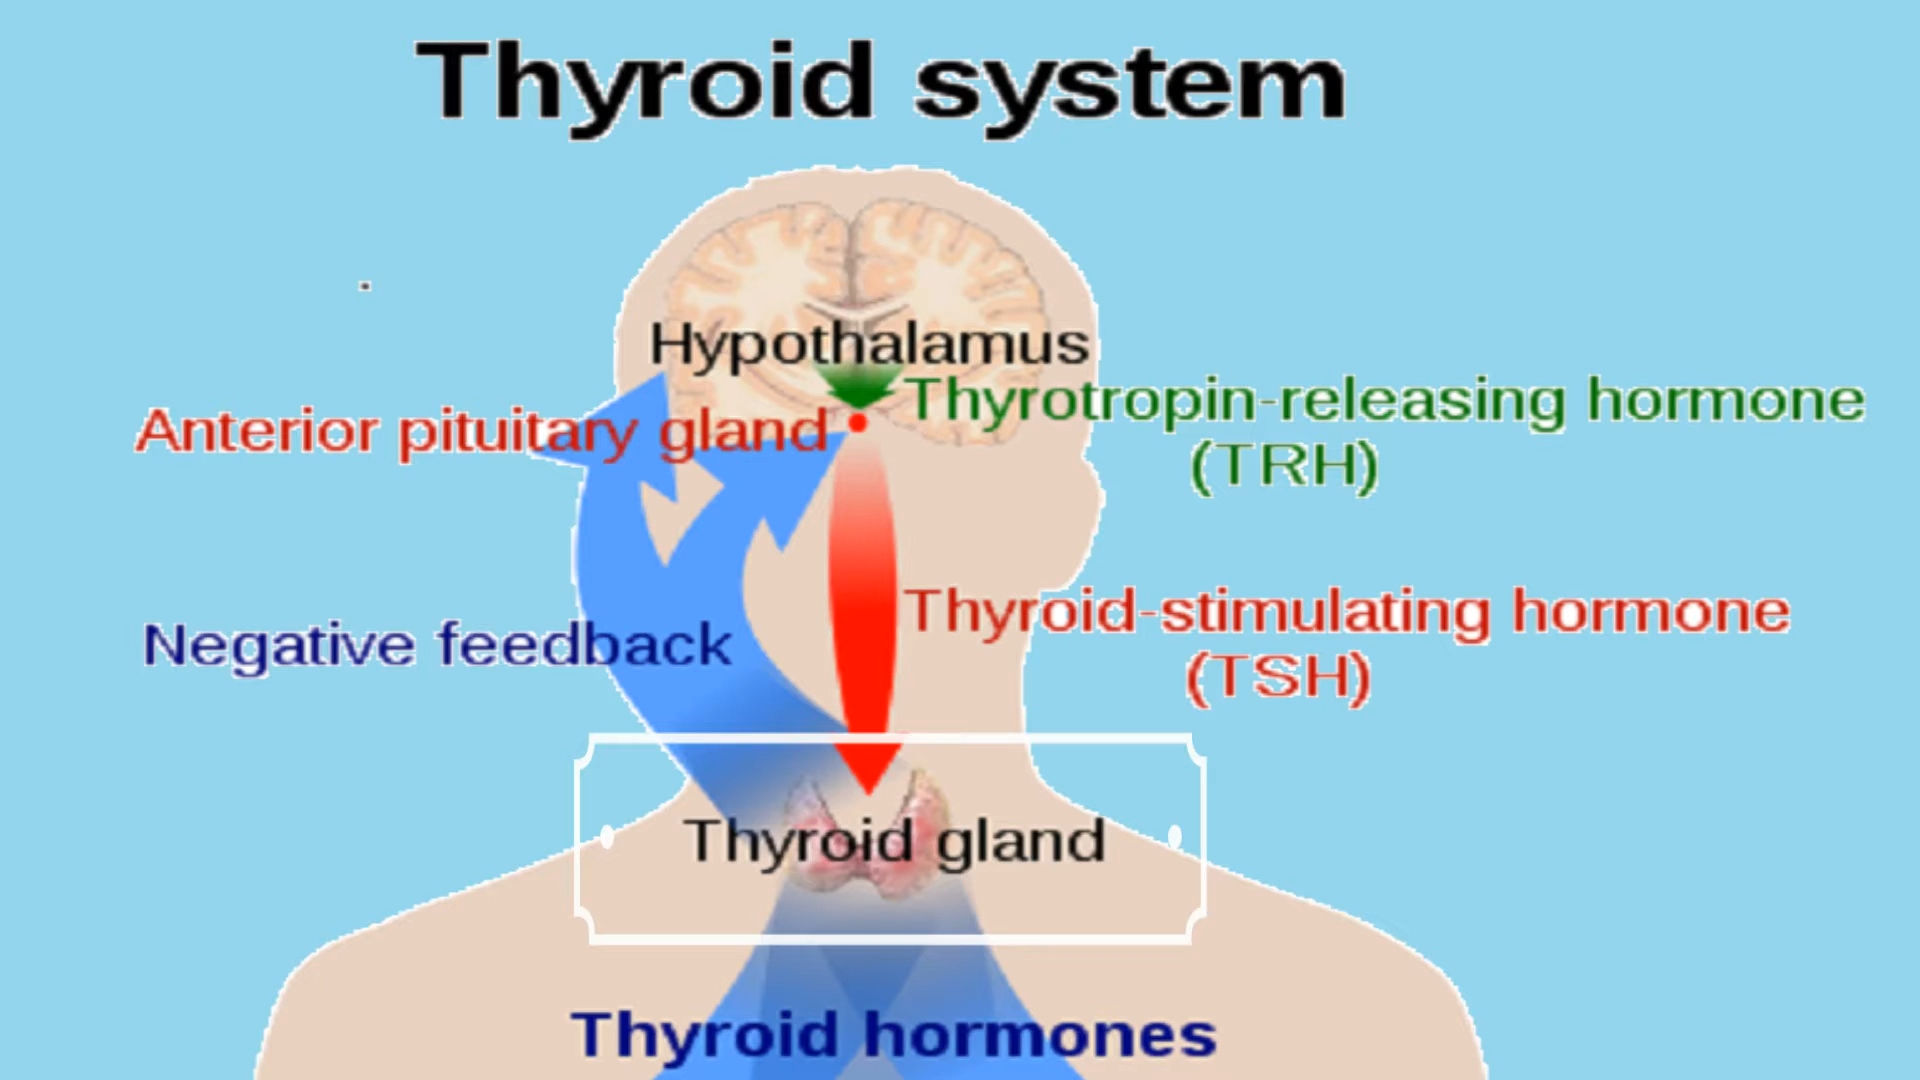 Thyroid system
Hypothalamus
Thyrotropin-releasing hormone
(TRH)
Anterior pituitary gland
Thyroid-stimulating hormone
(TSH)
Negative feedback
Thyroid gland
Thyroid hormones